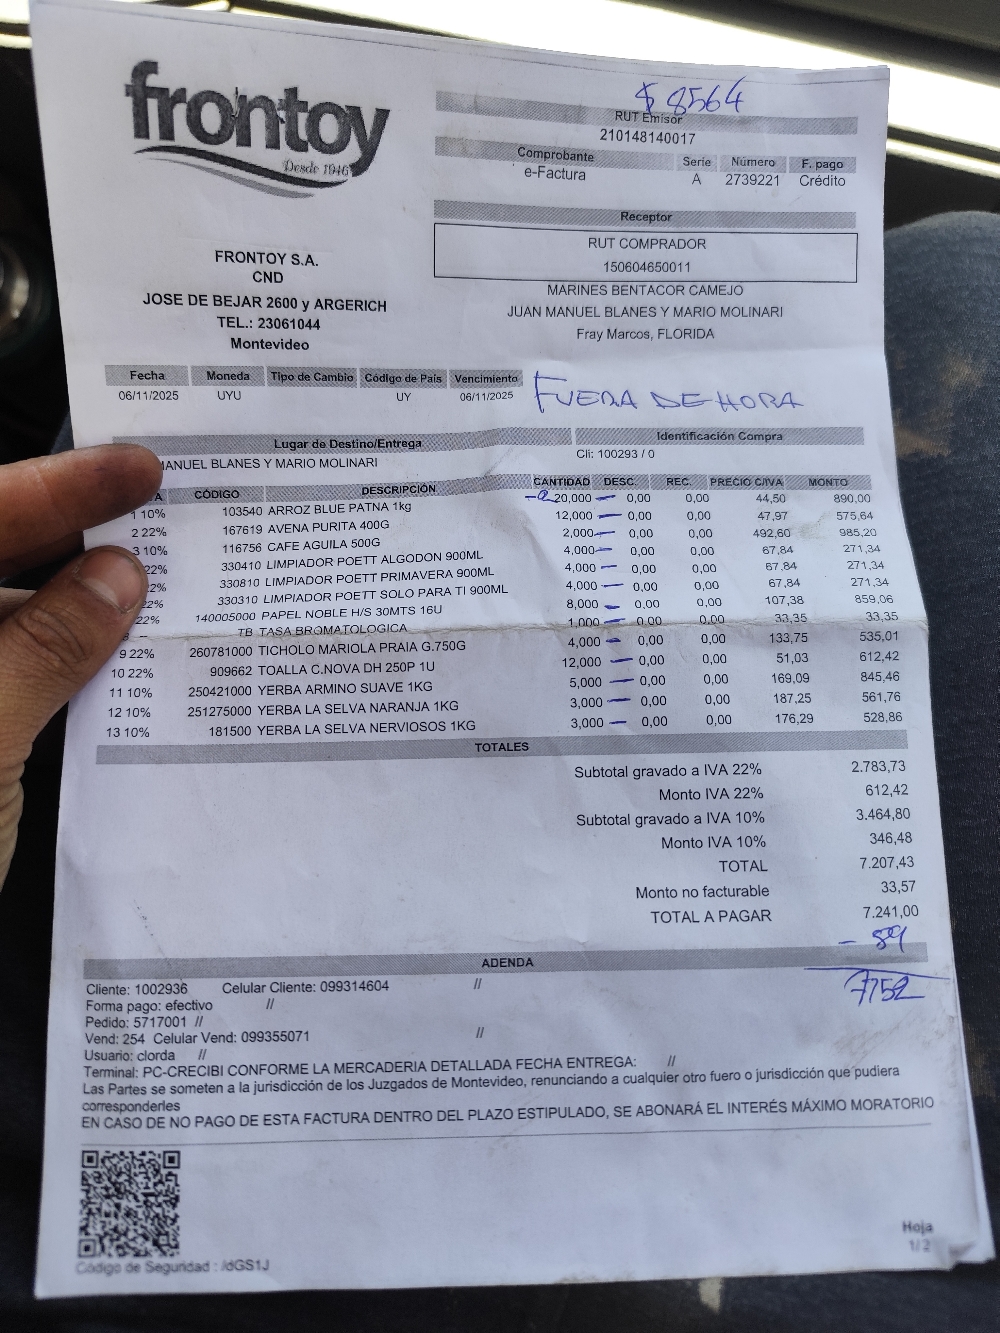 frontoy
Desde 1946
$ 8564
RUT Emisor
210148140017
Comprobante Serie Número F. pago
e-Factura A 2739221 Crédito
Receptor
RUT COMPRADOR
150604650011
MARINES BENTACOR CAMEJO
JUAN MANUEL BLANES Y MARIO MOLINARI
Fray Marcos, FLORIDA
FRONTOY S.A.
CND
JOSE DE BEJAR 2600 y ARGERICH
TEL.: 23061044
Montevideo
Fecha Moneda Tipo de Cambio Código de País Vencimiento
06/11/2025 UYU UY 06/11/2025
FUERA DE HORA
Lugar de Destino/Entrega Identificación Compra
MANUEL BLANES Y MARIO MOLINARI Cli: 100293 / 0
CÓDIGO DESCRIPCIÓN CANTIDAD DESC. REC. PRECIO C/IVA MONTO
1 10% 103540 ARROZ BLUE PATNA 1kg 20,000 0,00 0,00 44,50 890,00
2 22% 167619 AVENA PURITA 400G 12,000 0,00 0,00 47,97 575,64
3 10% 116756 CAFE AGUILA 500G 2,000 0,00 0,00 492,60 985,20
22% 330410 LIMPIADOR POETT ALGODON 900ML 4,000 0,00 0,00 67,84 271,34
22% 330810 LIMPIADOR POETT PRIMAVERA 900ML 4,000 0,00 0,00 67,84 271,34
22% 330310 LIMPIADOR POETT SOLO PARA TI 900ML 4,000 0,00 0,00 67,84 271,34
22% 140005000 PAPEL NOBLE H/S 30MTS 16U 8,000 0,00 0,00 107,38 859,06
8 -- TB TASA BROMATOLOGICA 1,000 0,00 0,00 33,35 33,35
9 22% 260781000 TICHOLO MARIOLA PRAIA G.750G 4,000 0,00 0,00 133,75 535,01
10 22% 909662 TOALLA C.NOVA DH 250P 1U 12,000 0,00 0,00 51,03 612,42
11 10% 250421000 YERBA ARMINO SUAVE 1KG 5,000 0,00 0,00 169,09 845,46
12 10% 251275000 YERBA LA SELVA NARANJA 1KG 3,000 0,00 0,00 187,25 561,76
13 10% 181500 YERBA LA SELVA NERVIOSOS 1KG 3,000 0,00 0,00 176,29 528,86
TOTALES
Subtotal gravado a IVA 22% 2.783,73
Monto IVA 22% 612,42
Subtotal gravado a IVA 10% 3.464,80
Monto IVA 10% 346,48
TOTAL 7.207,43
Monto no facturable 33,57
TOTAL A PAGAR 7.241,00
- 89
7152
ADENDA
Cliente: 1002936 Celular Cliente: 099314604 //
Forma pago: efectivo //
Pedido: 5717001 //
Vend: 254 Celular Vend: 099355071 //
Usuario: clorda //
Terminal: PC-CRECIBI CONFORME LA MERCADERIA DETALLADA FECHA ENTREGA: //
Las Partes se someten a la jurisdicción de los Juzgados de Montevideo, renunciando a cualquier otro fuero o jurisdicción que pudiera
corresponderles
EN CASO DE NO PAGO DE ESTA FACTURA DENTRO DEL PLAZO ESTIPULADO, SE ABONARÁ EL INTERÉS MÁXIMO MORATORIO
Código de Seguridad : /dGS1J
Hoja
1/2